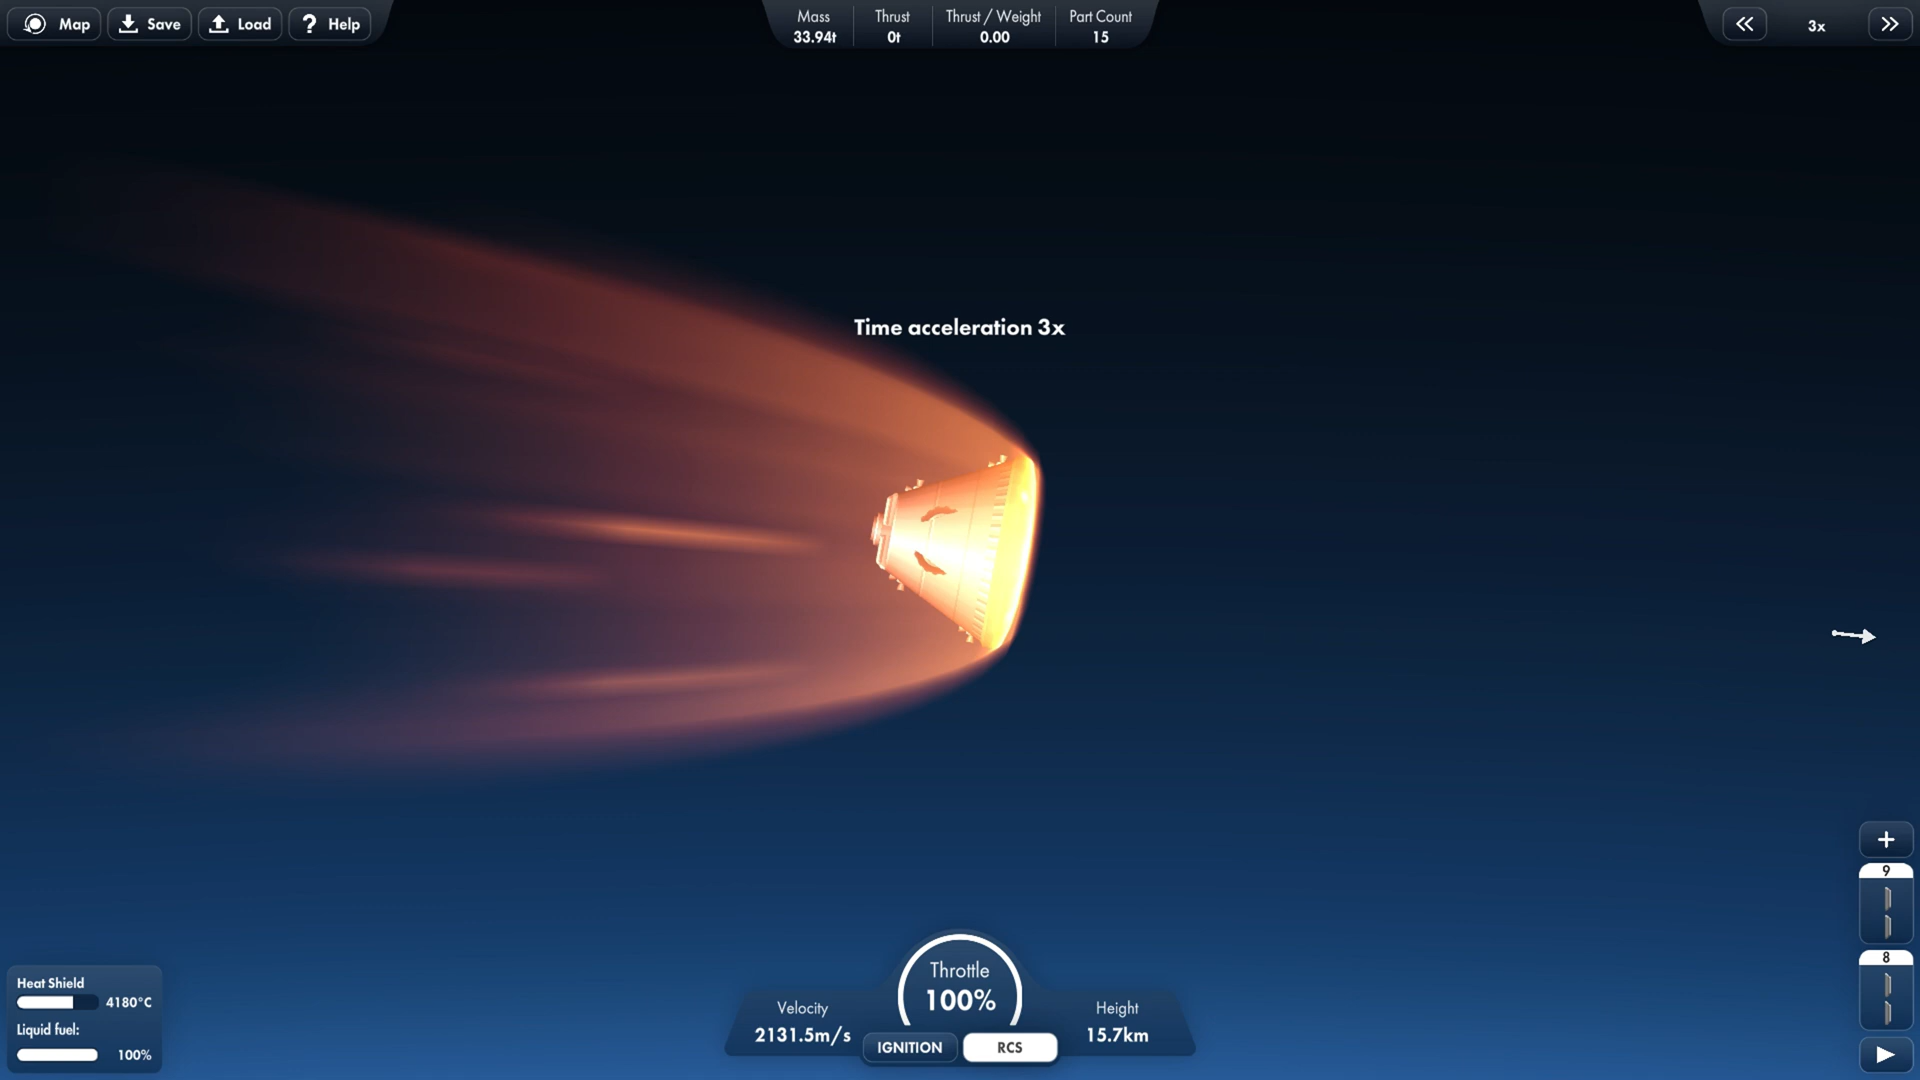 Map
Save
Load
Help
Mass
33.94t
Thrust
0t
Thrust / Weight
0.00
Part Count
15
3x
Time acceleration 3x
9
8
Heat Shield
4180°C
Liquid fuel:
100%
Velocity
2131.5m/s
Throttle
100%
IGNITION
RCS
Height
15.7km